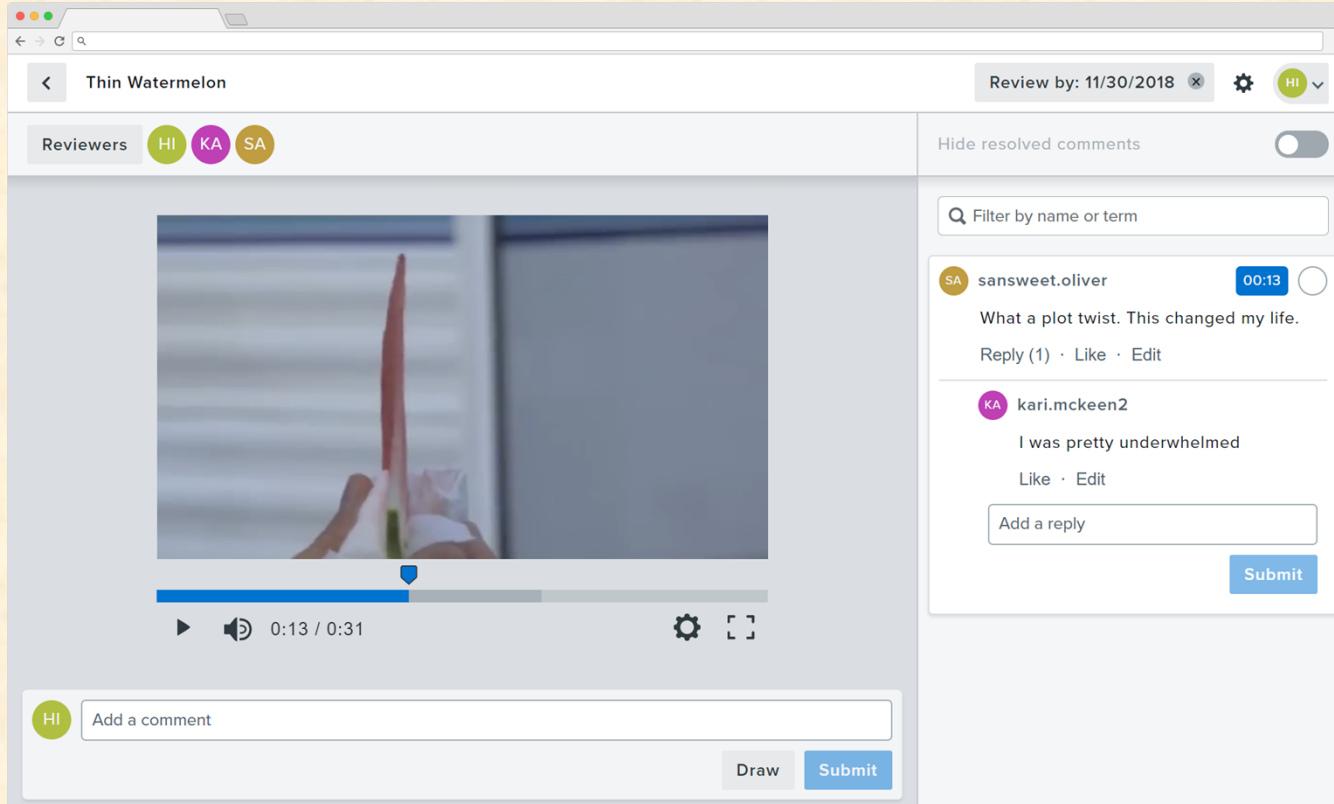 Thin Watermelon
Review by: 11/30/2018
HI
Reviewers HI KA SA
Hide resolved comments
Filter by name or term
SA sansweet.oliver 00:13
What a plot twist. This changed my life.
Reply (1) · Like · Edit
KA kari.mckeen2
I was pretty underwhelmed
Like · Edit
Add a reply
Submit
0:13 / 0:31
HI Add a comment
Draw Submit